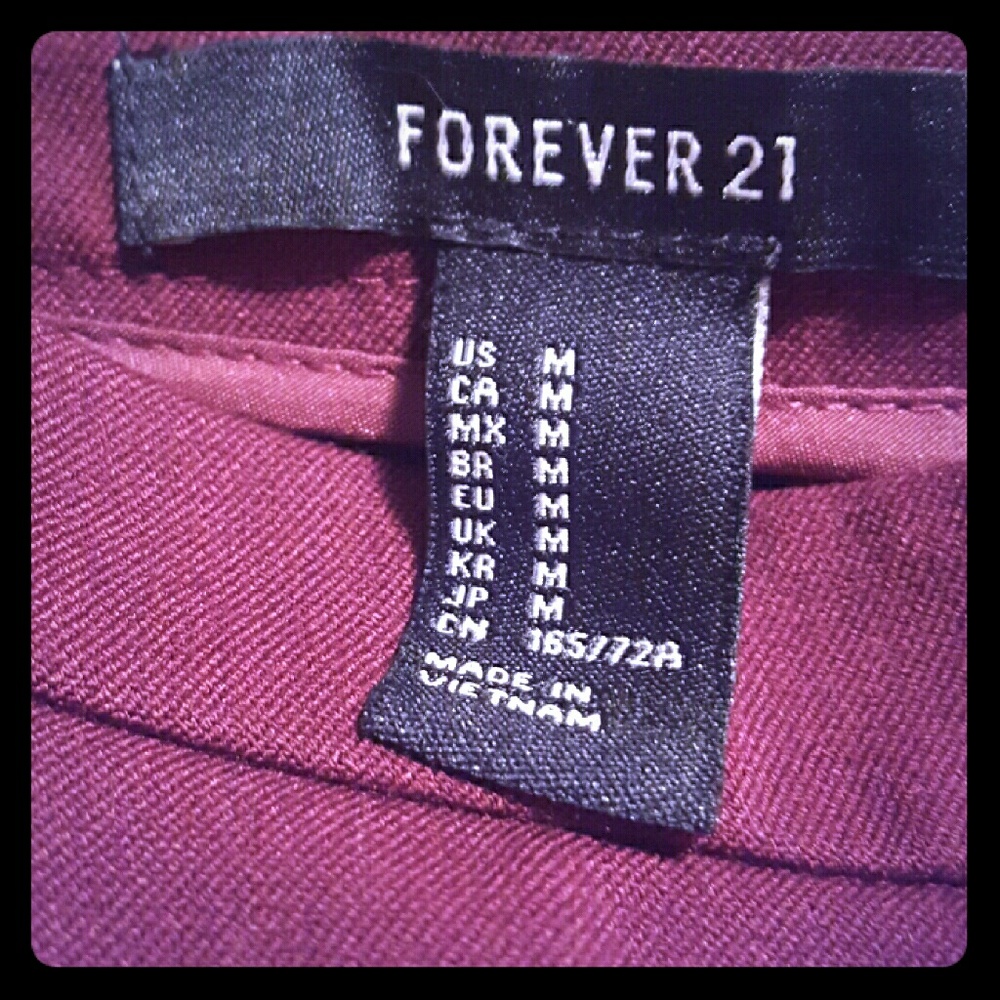 FOREVER 21
US M
CA M
MX M
BR M
EU M
UK M
KR M
JP M
CN 165/72A
MADE IN
VIETNAM